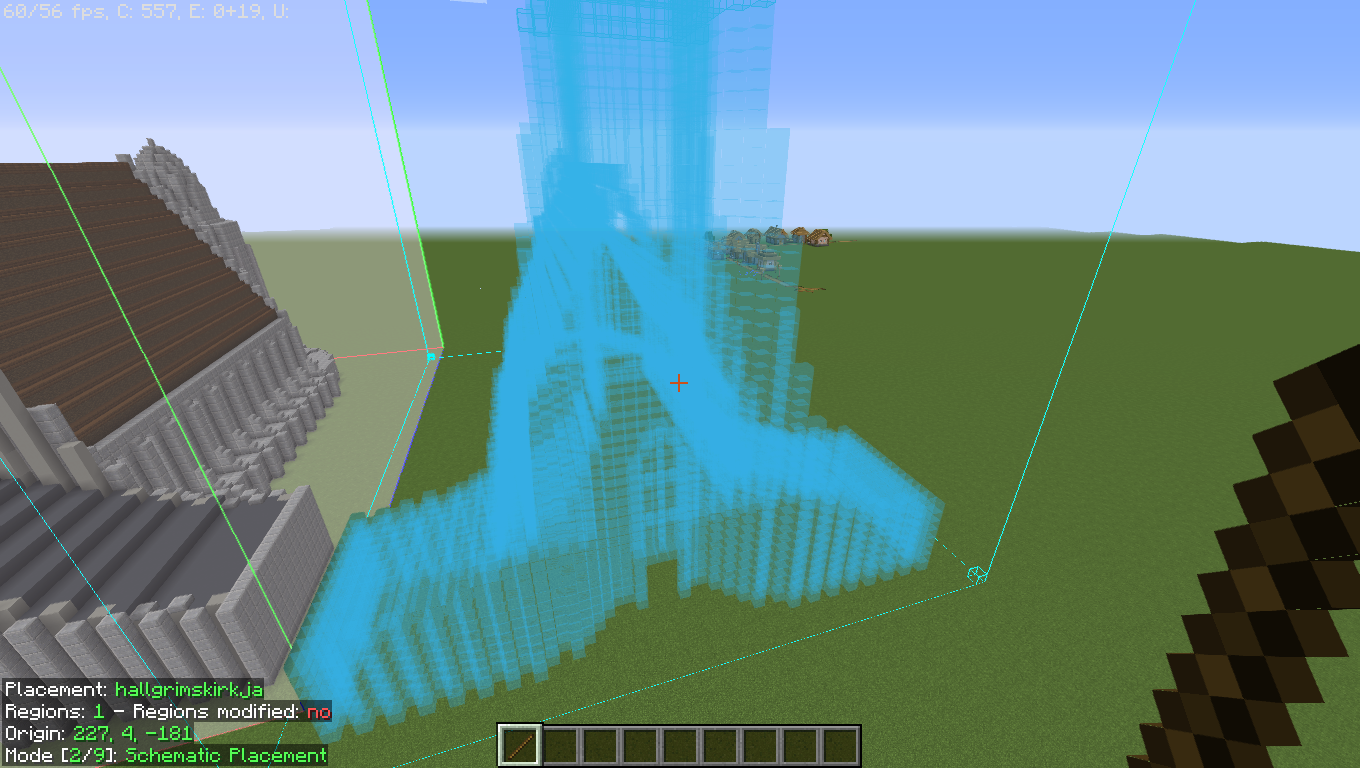 60/56 fps, C: 557, E: 0+19, U:
Placement: hallgrimskirkja
Regions: 1 - Regions modified: no
Origin: 227, 4, -181
Mode [2/9]: Schematic Placement